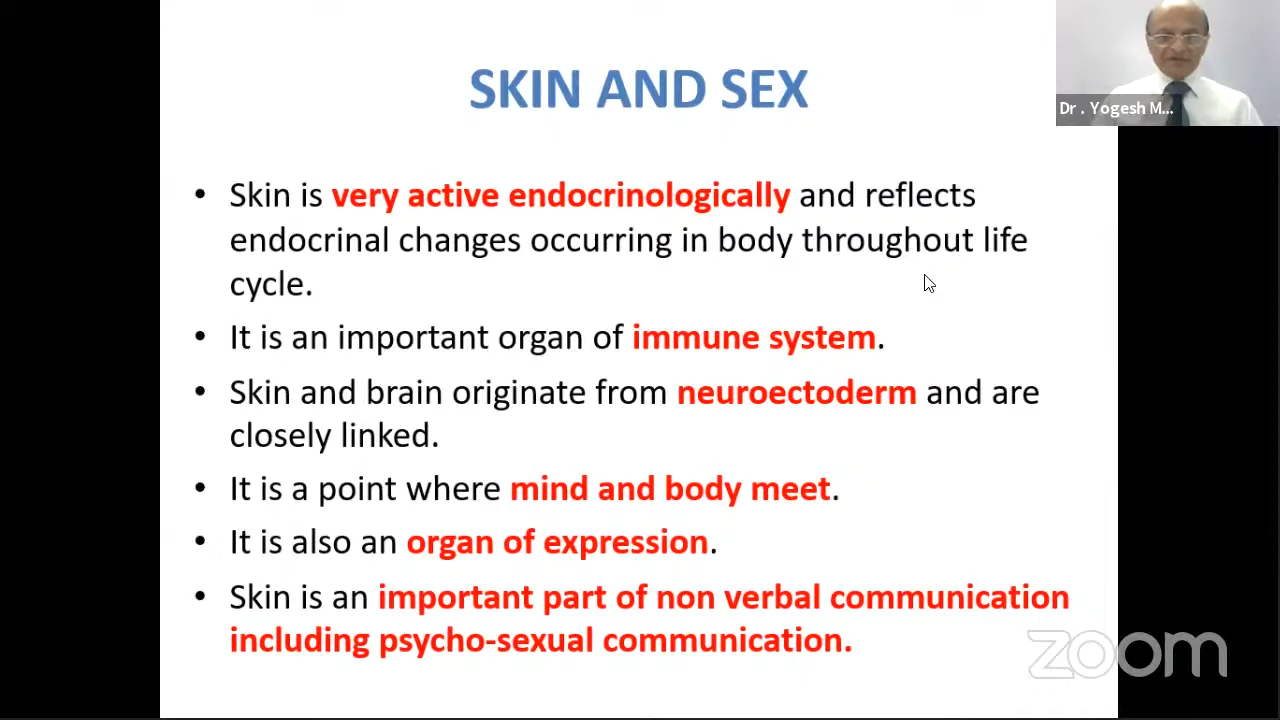 SKIN AND SEX
Dr . Yogesh M...
• Skin is very active endocrinologically and reflects
endocrinal changes occurring in body throughout life
cycle.
• It is an important organ of immune system.
• Skin and brain originate from neuroectoderm and are
closely linked.
• It is a point where mind and body meet.
• It is also an organ of expression.
• Skin is an important part of non verbal communication
including psycho-sexual communication.
zoom